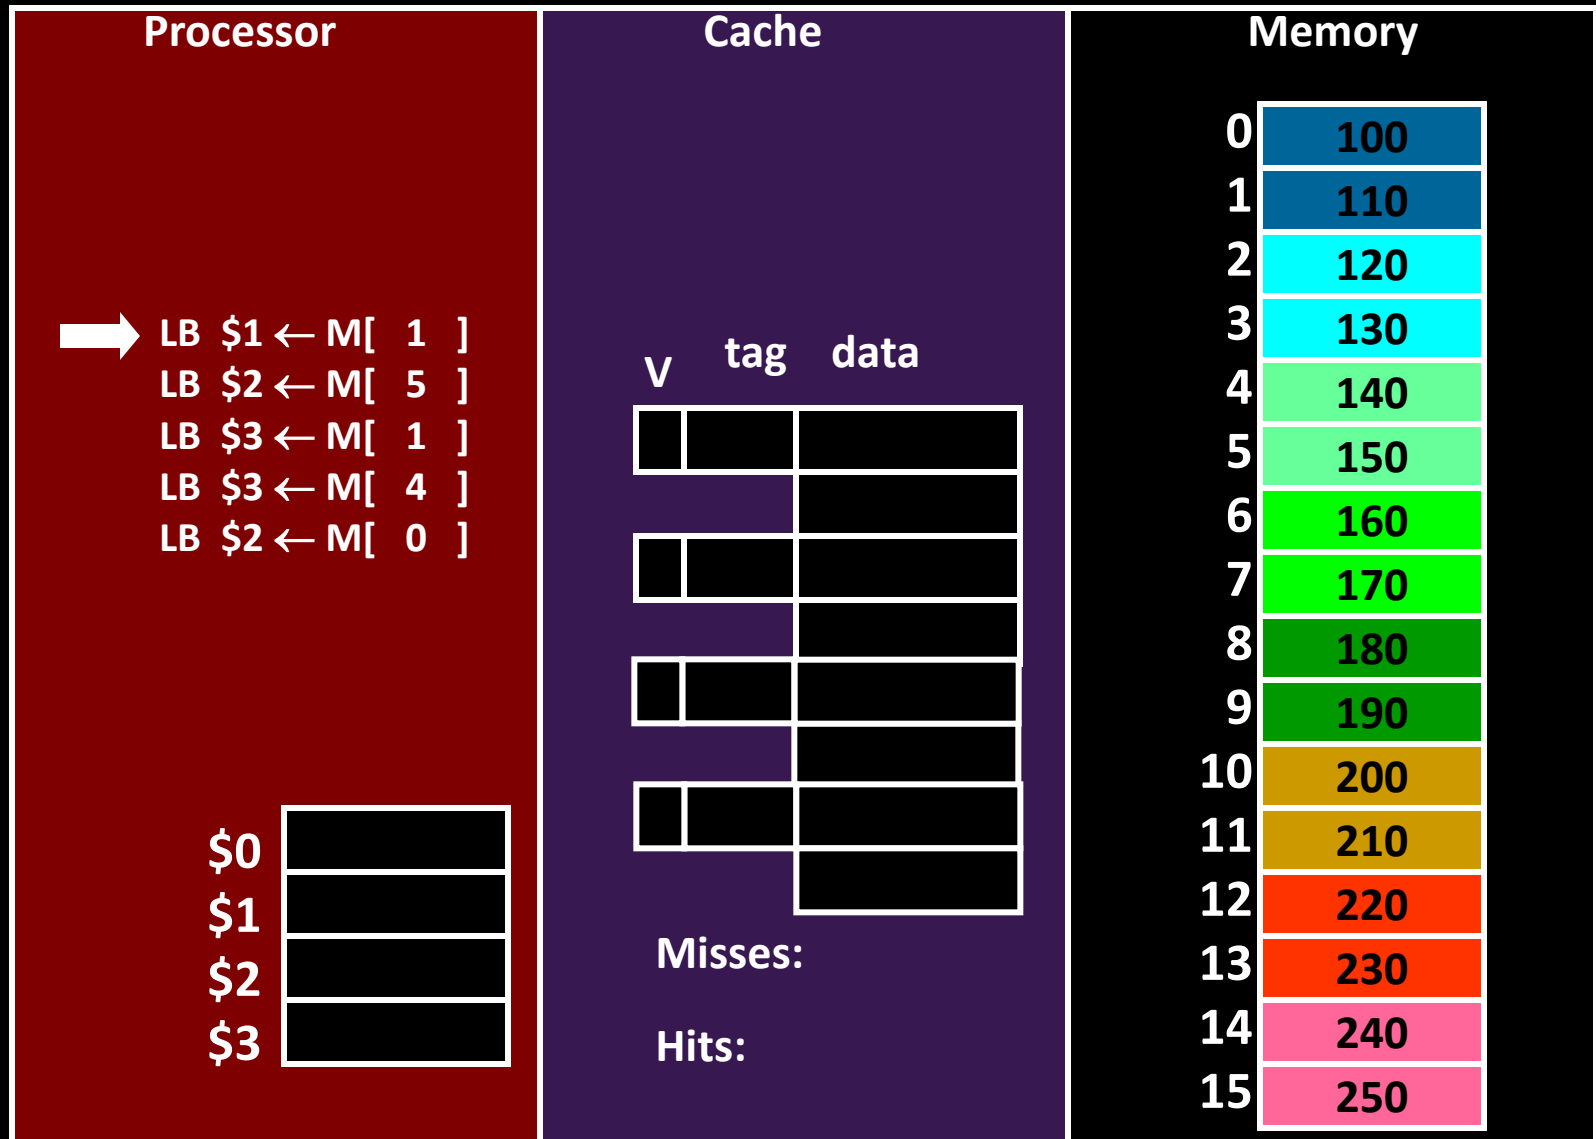 Processor
LB $1 ← M[ 1 ]
LB $2 ← M[ 5 ]
LB $3 ← M[ 1 ]
LB $3 ← M[ 4 ]
LB $2 ← M[ 0 ]
$0
$1
$2
$3
Cache
V tag data
Misses:
Hits:
Memory
0 100
1 110
2 120
3 130
4 140
5 150
6 160
7 170
8 180
9 190
10 200
11 210
12 220
13 230
14 240
15 250